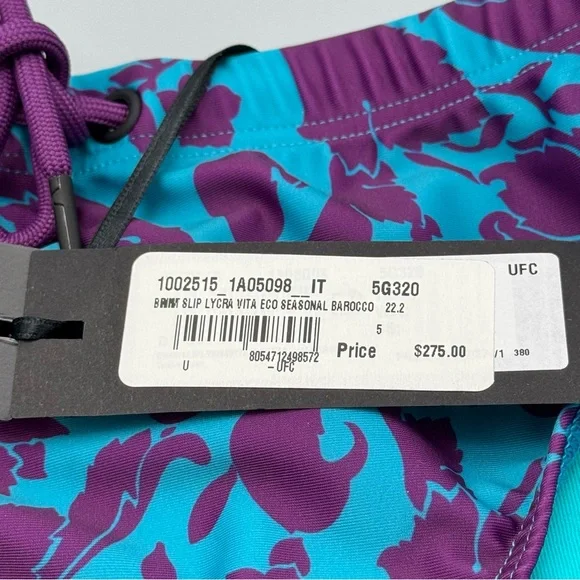 1002515_1A05098__IT 5G320
SLIP LYCRA VITA ECO SEASONAL BAROCCO 22.2
5
8054712498572 Price $275.00
U -UFC
UFC
/1 380